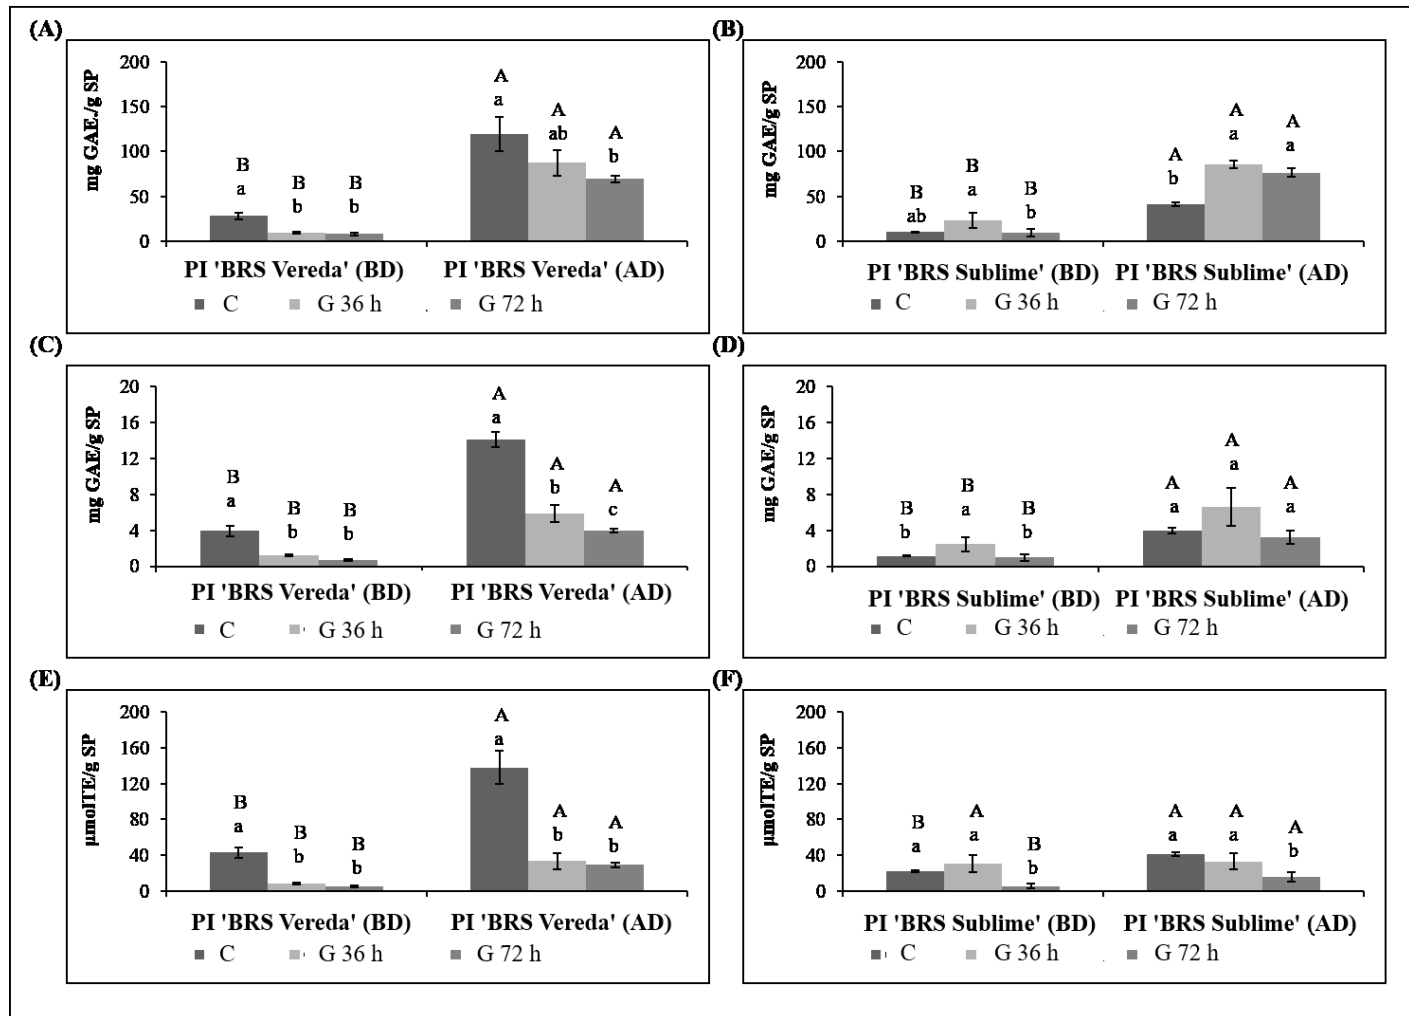 (A)
mg GAE./g SP
200
150
100
50
0
B
a
B
b
B
b
A
a
A
ab
A
b
PI 'BRS Vereda' (BD) PI 'BRS Vereda' (AD)
C G 36 h G 72 h
(B)
mg GAE/g SP
200
150
100
50
0
B
ab
B
a
B
b
A
b
A
a
A
a
PI 'BRS Sublime' (BD) PI 'BRS Sublime' (AD)
C G 36 h G 72 h
(C)
mg GAE/g SP
20
16
12
8
4
0
B
a
B
b
B
b
A
a
A
b
A
c
PI 'BRS Vereda' (BD) PI 'BRS Vereda' (AD)
C G 36 h G 72 h
(D)
mg GAE/g SP
20
16
12
8
4
0
B
b
B
a
B
b
A
a
A
a
A
a
PI 'BRS Sublime' (BD) PI 'BRS Sublime' (AD)
C G 36 h G 72 h
(E)
µmolTE/g SP
200
160
120
80
40
0
B
a
B
b
B
b
A
a
A
b
A
b
PI 'BRS Vereda' (BD) PI 'BRS Vereda' (AD)
C G 36 h G 72 h
(F)
µmolTE/g SP
200
160
120
80
40
0
B
a
A
a
B
b
A
a
A
a
A
b
PI 'BRS Sublime' (BD) PI 'BRS Sublime' (AD)
C G 36 h G 72 h